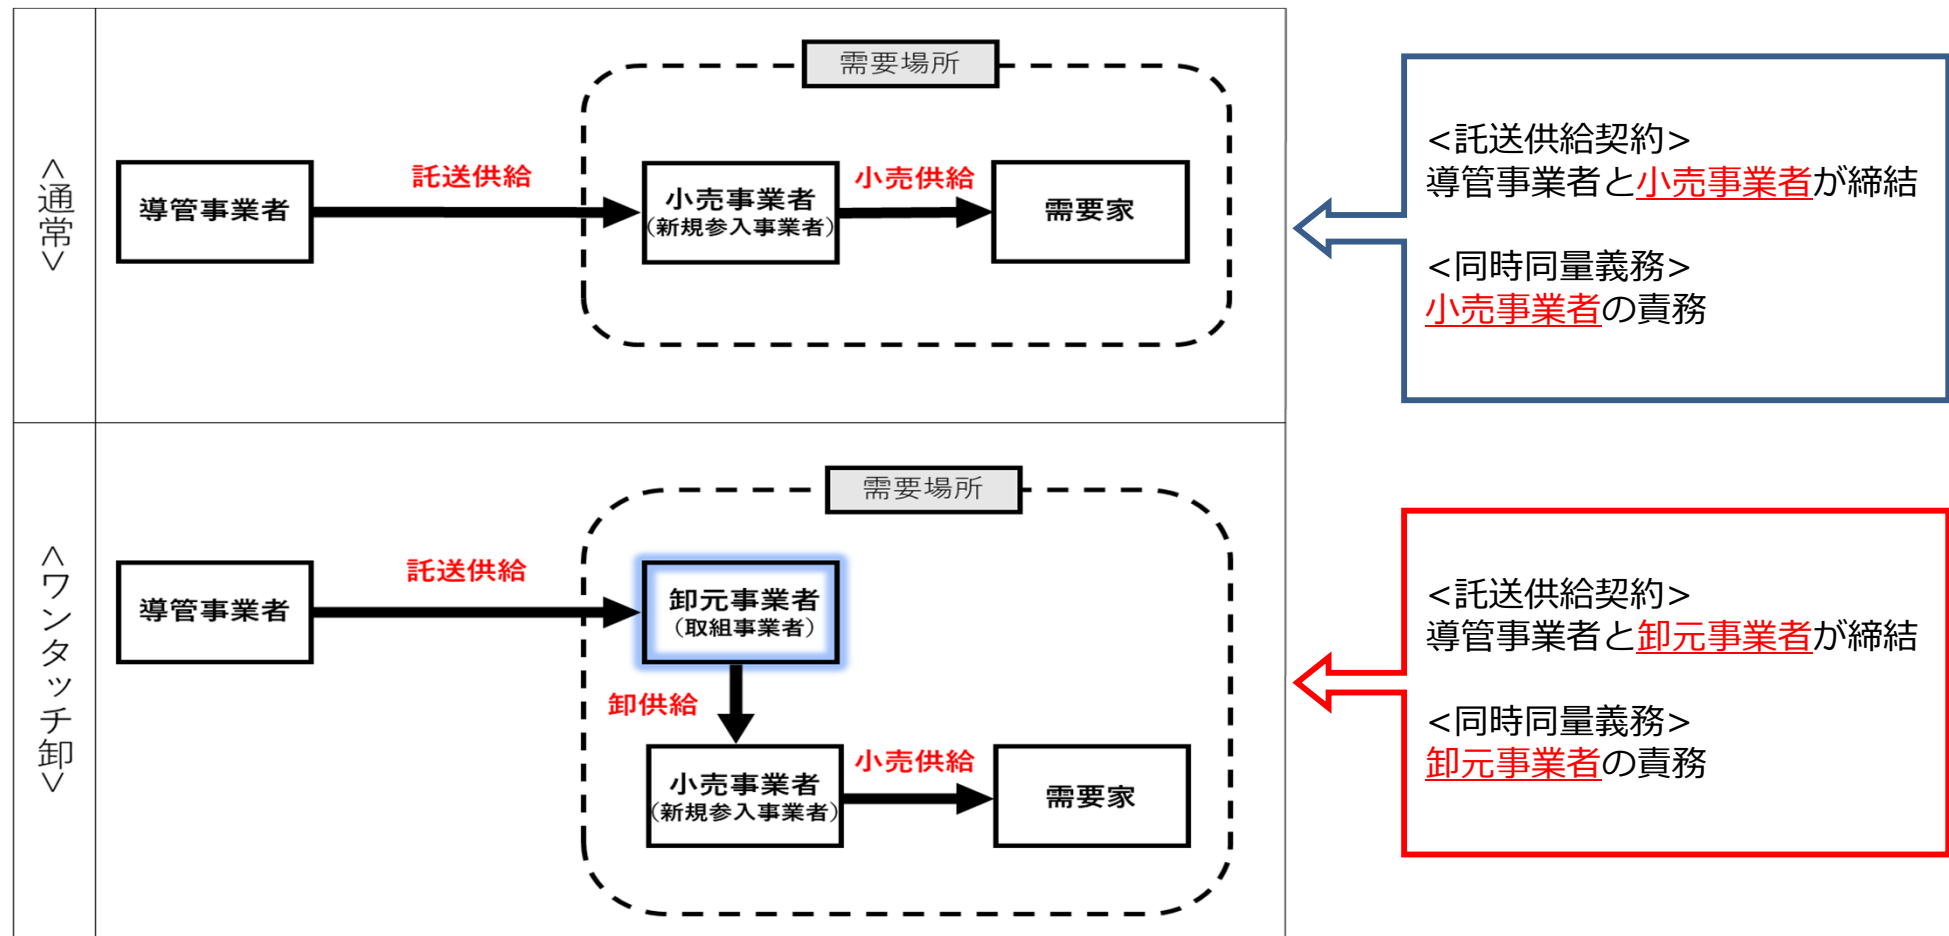 <通常>
需要場所
導管事業者
託送供給
小売事業者
(新規参入事業者)
小売供給
需要家
<託送供給契約>
導管事業者と小売事業者が締結
<同時同量義務>
小売事業者の責務
<ワンタッチ卸>
需要場所
導管事業者
託送供給
卸元事業者
(取組事業者)
卸供給
小売事業者
(新規参入事業者)
小売供給
需要家
<託送供給契約>
導管事業者と卸元事業者が締結
<同時同量義務>
卸元事業者の責務